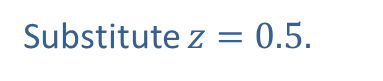 Substitute z = 0.5.